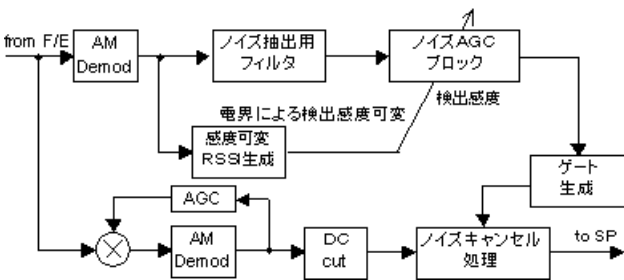 from F/E
AM
Demod
ノイズ抽出用
フィルタ
ノイズAGC
ブロック
電界による検出感度可変
検出感度
感度可変
RSSI生成
ゲート
生成
AGC
AM
Demod
DC
cut
ノイズキャンセル
処理
to SP